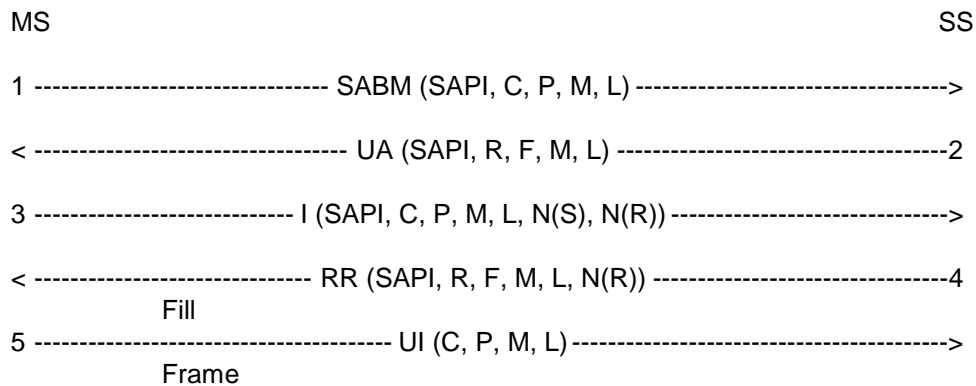 MS SS
1 --------------------------------- SABM (SAPI, C, P, M, L) ----------------------------------->
< ----------------------------------- UA (SAPI, R, F, M, L) -------------------------------------2
3 ----------------------------- I (SAPI, C, P, M, L, N(S), N(R)) ------------------------------->
< ------------------------------- RR (SAPI, R, F, M, L, N(R)) ---------------------------------4
Fill
5 ---------------------------------------- UI (C, P, M, L) ------------------------------------------>
Frame